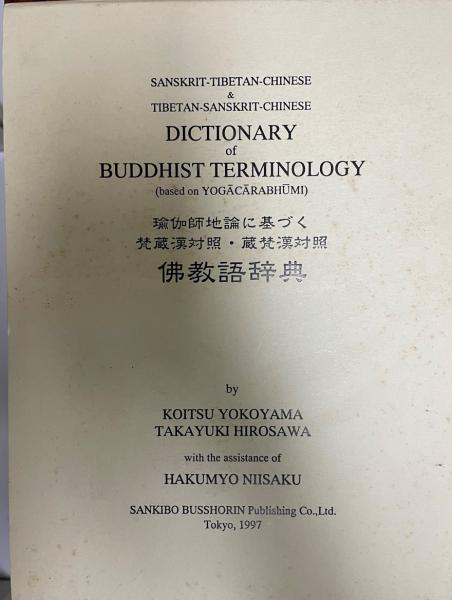 SANSKRIT-TIBETAN-CHINESE
&
TIBETAN-SANSKRIT-CHINESE
DICTIONARY
of
BUDDHIST TERMINOLOGY
(based on YOGĀCĀRABHŪMI)
瑜伽師地論に基づく
梵蔵漢対照・蔵梵漢対照
佛教語辞典
by
KOITSU YOKOYAMA
TAKAYUKI HIROSAWA
with the assistance of
HAKUMYO NIISAKU
SANKIBO BUSSHORIN Publishing Co.,Ltd.
Tokyo, 1997